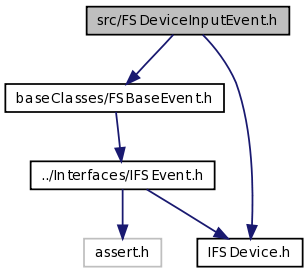 src/FSDeviceInputEvent.h
baseClasses/FSBaseEvent.h
../Interfaces/IFSEvent.h
assert.h
IFSDevice.h